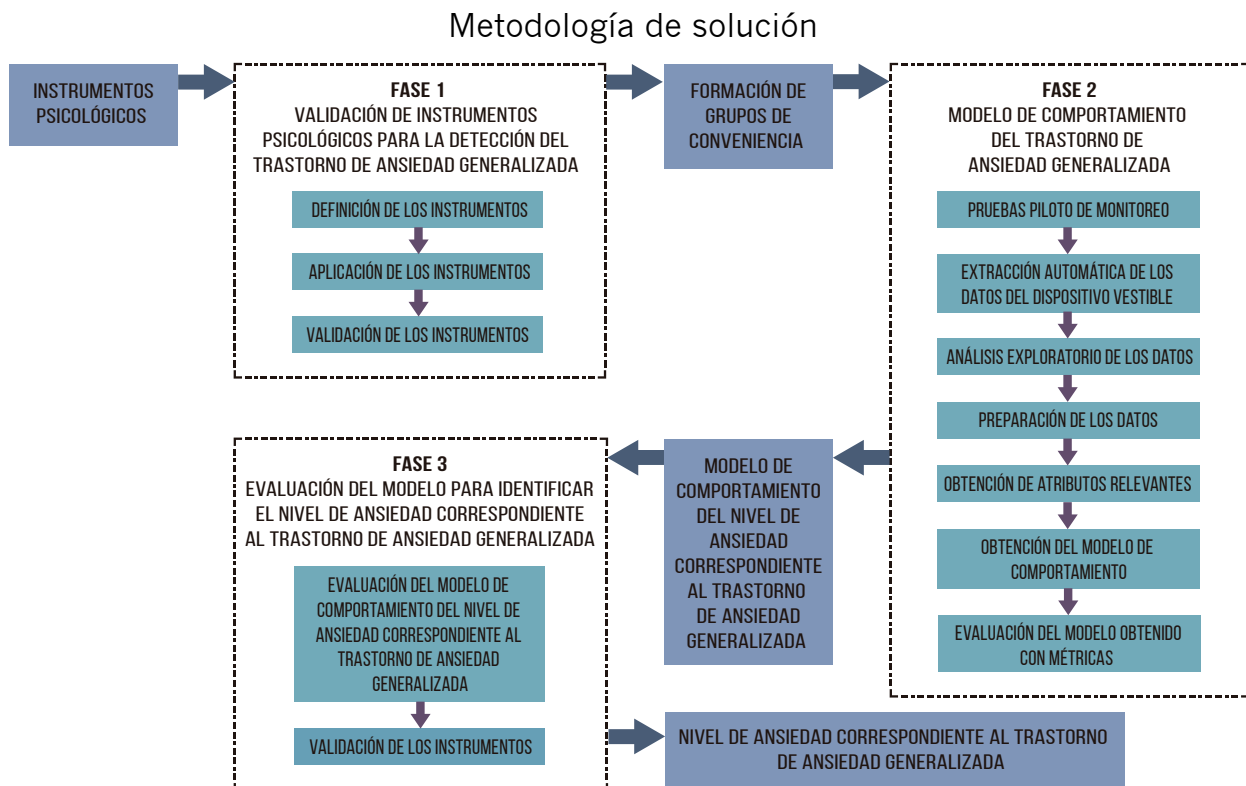 Metodología de solución
INSTRUMENTOS
PSICOLÓGICOS
FASE 1
VALIDACIÓN DE INSTRUMENTOS
PSICOLÓGICOS PARA LA DETECCIÓN DEL
TRASTORNO DE ANSIEDAD GENERALIZADA
DEFINICIÓN DE LOS INSTRUMENTOS
APLICACIÓN DE LOS INSTRUMENTOS
VALIDACIÓN DE LOS INSTRUMENTOS
FORMACIÓN DE
GRUPOS DE
CONVENIENCIA
FASE 2
MODELO DE COMPORTAMIENTO
DEL TRASTORNO DE
ANSIEDAD GENERALIZADA
PRUEBAS PILOTO DE MONITOREO
EXTRACCIÓN AUTOMÁTICA DE LOS
DATOS DEL DISPOSITIVO VESTIBLE
ANÁLISIS EXPLORATORIO DE LOS DATOS
PREPARACIÓN DE LOS DATOS
OBTENCIÓN DE ATRIBUTOS RELEVANTES
OBTENCIÓN DEL MODELO DE
COMPORTAMIENTO
EVALUACIÓN DEL MODELO OBTENIDO
CON MÉTRICAS
MODELO DE
COMPORTAMIENTO
DEL NIVEL DE
ANSIEDAD
CORRESPONDIENTE
AL TRASTORNO
DE ANSIEDAD
GENERALIZADA
FASE 3
EVALUACIÓN DEL MODELO PARA IDENTIFICAR
EL NIVEL DE ANSIEDAD CORRESPONDIENTE
AL TRASTORNO DE ANSIEDAD GENERALIZADA
EVALUACIÓN DEL MODELO DE
COMPORTAMIENTO DEL NIVEL DE
ANSIEDAD CORRESPONDIENTE AL
TRASTORNO DE ANSIEDAD
GENERALIZADA
VALIDACIÓN DE LOS INSTRUMENTOS
NIVEL DE ANSIEDAD CORRESPONDIENTE AL TRASTORNO
DE ANSIEDAD GENERALIZADA